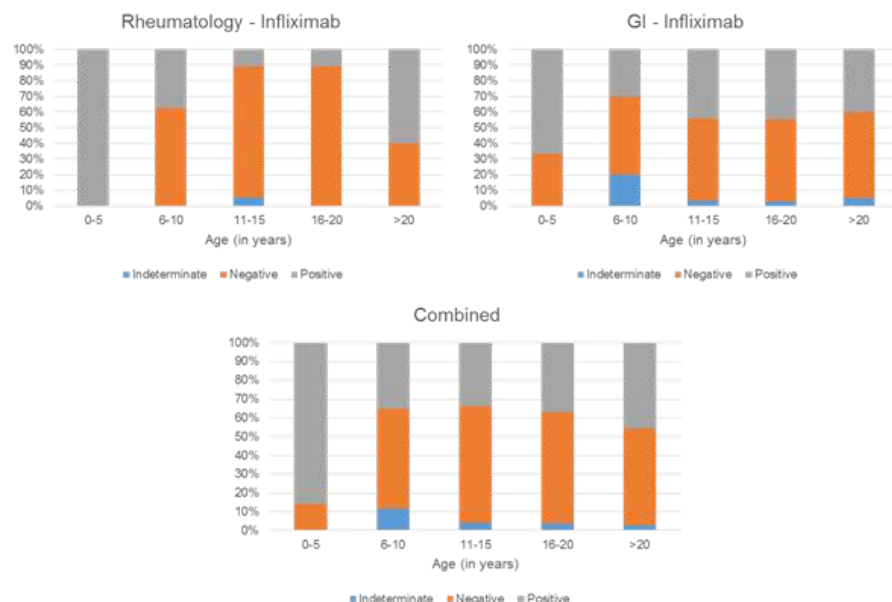 Rheumatology - Infliximab
100%
90%
80%
70%
60%
50%
40%
30%
20%
10%
0%
0-5 6-10 11-15 16-20 >20
Age (in years)
Indeterminate Negative Positive
GI - Infliximab
100%
90%
80%
70%
60%
50%
40%
30%
20%
10%
0%
0-5 6-10 11-15 16-20 >20
Age (in years)
Indeterminate Negative Positive
Combined
100%
90%
80%
70%
60%
50%
40%
30%
20%
10%
0%
0-5 6-10 11-15 16-20 >20
Age (in years)
Indeterminate Negative Positive